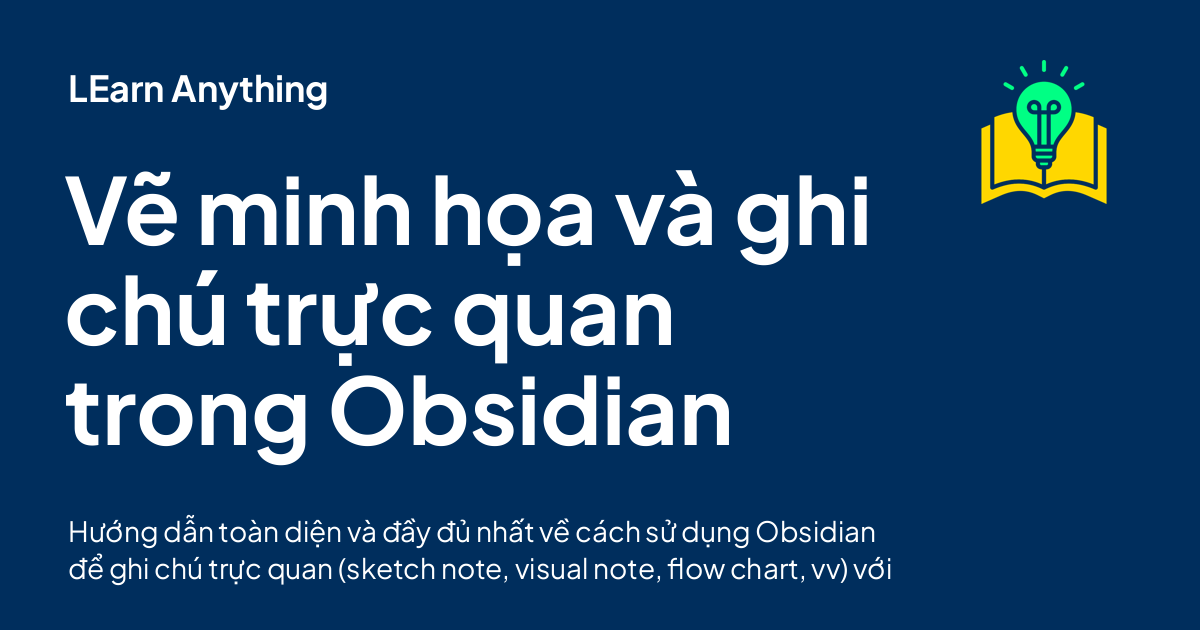 LEarn Anything
Vẽ minh họa và ghi
chú trực quan
trong Obsidian
Hướng dẫn toàn diện và đầy đủ nhất về cách sử dụng Obsidian
để ghi chú trực quan (sketch note, visual note, flow chart, vv) với